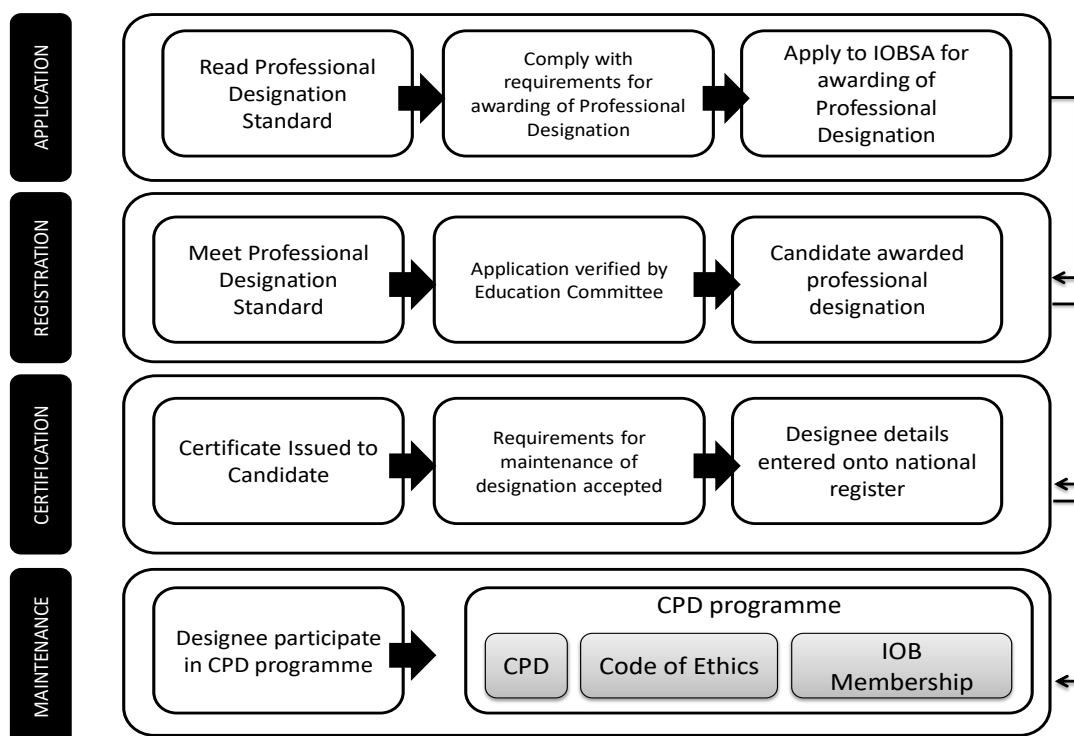 APPLICATION
Read Professional
Designation
Standard
Comply with
requirements for
awarding of Professional
Designation
Apply to IOBSA for
awarding of
Professional
Designation
REGISTRATION
Meet Professional
Designation
Standard
Application verified by
Education Committee
Candidate awarded
professional
designation
CERTIFICATION
Certificate Issued to
Candidate
Requirements for
maintenance of
designation accepted
Designee details
entered onto national
register
MAINTENANCE
Designee participate
in CPD programme
CPD programme
CPD
Code of Ethics
IOB
Membership